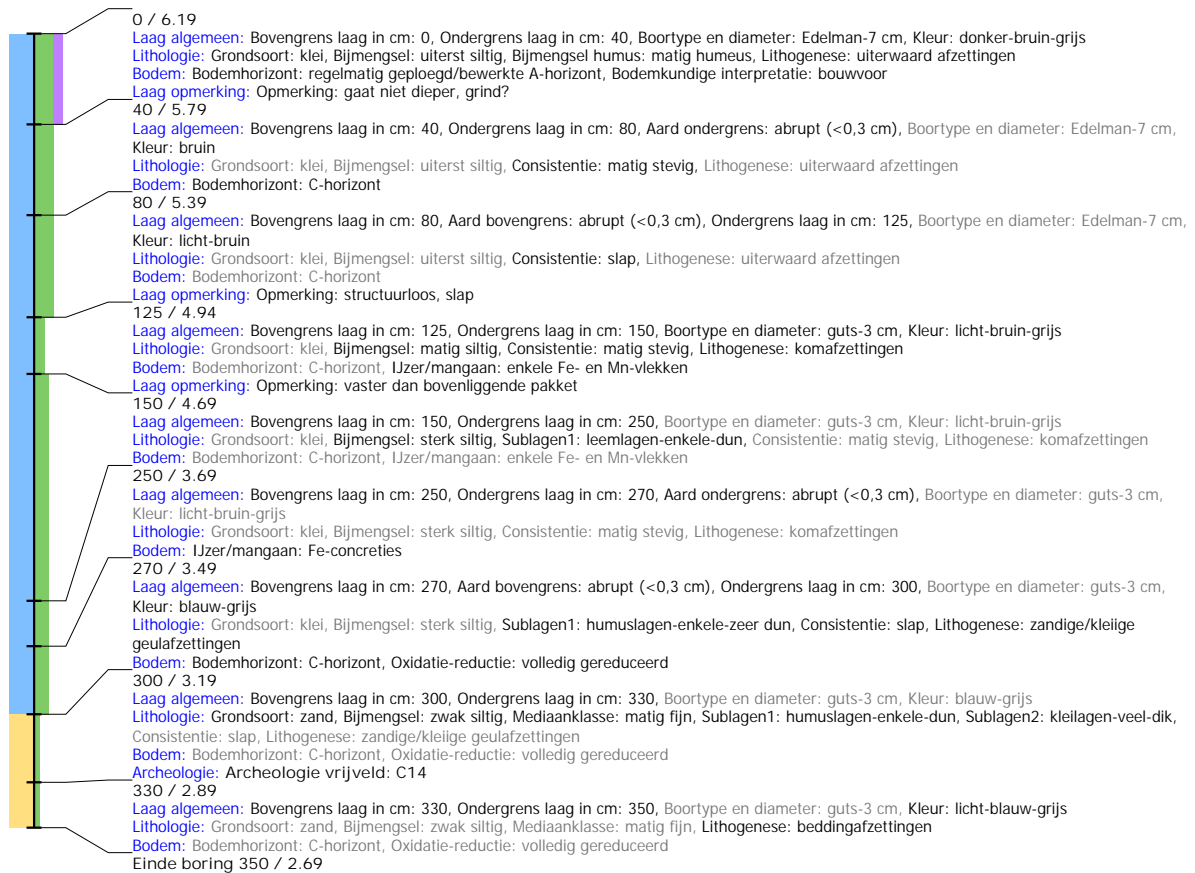 0 / 6.19
Laag algemeen: Bovengrens laag in cm: 0, Ondergrens laag in cm: 40, Boortype en diameter: Edelman-7 cm, Kleur: donker-bruin-grijs
Lithologie: Grondsoort: klei, Bijmengsel: uiterst siltig, Bijmengsel humus: matig humeus, Lithogenese: uiterwaard afzettingen
Bodem: Bodemhorizont: regelmatig geploegd/bewerkte A-horizont, Bodemkundige interpretatie: bouwvoor
Laag opmerking: Opmerking: gaat niet dieper, grind?
40 / 5.79
Laag algemeen: Bovengrens laag in cm: 40, Ondergrens laag in cm: 80, Aard ondergrens: abrupt (<0,3 cm), Boortype en diameter: Edelman-7 cm,
Kleur: bruin
Lithologie: Grondsoort: klei, Bijmengsel: uiterst siltig, Consistentie: matig stevig, Lithogenese: uiterwaard afzettingen
Bodem: Bodemhorizont: C-horizont
80 / 5.39
Laag algemeen: Bovengrens laag in cm: 80, Aard bovengrens: abrupt (<0,3 cm), Ondergrens laag in cm: 125, Boortype en diameter: Edelman-7 cm,
Kleur: licht-bruin
Lithologie: Grondsoort: klei, Bijmengsel: uiterst siltig, Consistentie: slap, Lithogenese: uiterwaard afzettingen
Bodem: Bodemhorizont: C-horizont
Laag opmerking: Opmerking: structuurloos, slap
125 / 4.94
Laag algemeen: Bovengrens laag in cm: 125, Ondergrens laag in cm: 150, Boortype en diameter: guts-3 cm, Kleur: licht-bruin-grijs
Lithologie: Grondsoort: klei, Bijmengsel: matig siltig, Consistentie: matig stevig, Lithogenese: komafzettingen
Bodem: Bodemhorizont: C-horizont, IJzer/mangaan: enkele Fe- en Mn-vlekken
Laag opmerking: Opmerking: vaster dan bovenliggende pakket
150 / 4.69
Laag algemeen: Bovengrens laag in cm: 150, Ondergrens laag in cm: 250, Boortype en diameter: guts-3 cm, Kleur: licht-bruin-grijs
Lithologie: Grondsoort: klei, Bijmengsel: sterk siltig, Sublagen1: leemlagen-enkele-dun, Consistentie: matig stevig, Lithogenese: komafzettingen
Bodem: Bodemhorizont: C-horizont, IJzer/mangaan: enkele Fe- en Mn-vlekken
250 / 3.69
Laag algemeen: Bovengrens laag in cm: 250, Ondergrens laag in cm: 270, Aard ondergrens: abrupt (<0,3 cm), Boortype en diameter: guts-3 cm,
Kleur: licht-bruin-grijs
Lithologie: Grondsoort: klei, Bijmengsel: sterk siltig, Consistentie: matig stevig, Lithogenese: komafzettingen
Bodem: IJzer/mangaan: Fe-concreties
270 / 3.49
Laag algemeen: Bovengrens laag in cm: 270, Aard bovengrens: abrupt (<0,3 cm), Ondergrens laag in cm: 300, Boortype en diameter: guts-3 cm,
Kleur: blauw-grijs
Lithologie: Grondsoort: klei, Bijmengsel: sterk siltig, Sublagen1: humuslagen-enkele-zeer dun, Consistentie: slap, Lithogenese: zandige/kleiige
geulafzettingen
Bodem: Bodemhorizont: C-horizont, Oxidatie-reductie: volledig gereduceerd
300 / 3.19
Laag algemeen: Bovengrens laag in cm: 300, Ondergrens laag in cm: 330, Boortype en diameter: guts-3 cm, Kleur: blauw-grijs
Lithologie: Grondsoort: zand, Bijmengsel: zwak siltig, Mediaanklasse: matig fijn, Sublagen1: humuslagen-enkele-dun, Sublagen2: kleilagen-veel-dik,
Consistentie: slap, Lithogenese: zandige/kleiige geulafzettingen
Bodem: Bodemhorizont: C-horizont, Oxidatie-reductie: volledig gereduceerd
Archeologie: Archeologie vrijveld: C14
330 / 2.89
Laag algemeen: Bovengrens laag in cm: 330, Ondergrens laag in cm: 350, Boortype en diameter: guts-3 cm, Kleur: licht-blauw-grijs
Lithologie: Grondsoort: zand, Bijmengsel: zwak siltig, Mediaanklasse: matig fijn, Lithogenese: beddingafzettingen
Bodem: Bodemhorizont: C-horizont, Oxidatie-reductie: volledig gereduceerd
Einde boring 350 / 2.69